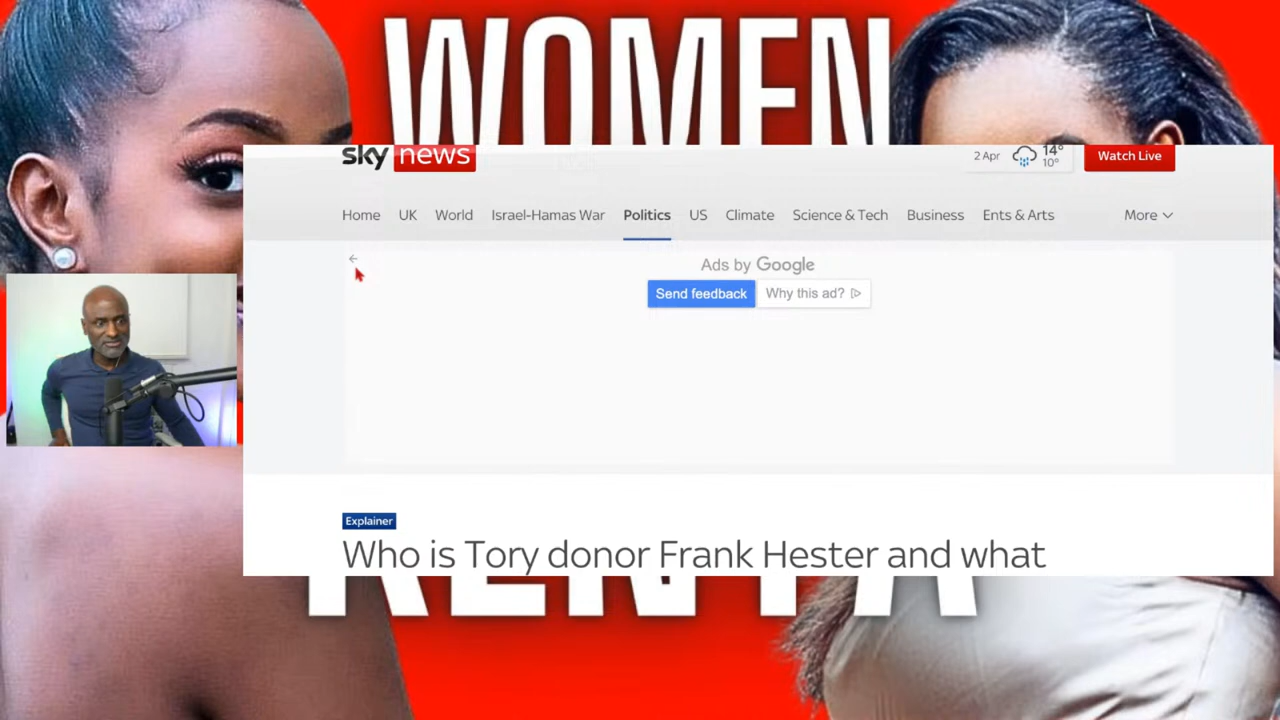 WOMEN
sky news
2 Apr
14°
10°
Watch Live
Home UK World Israel-Hamas War Politics US Climate Science & Tech Business Ents & Arts More
Ads by Google
Send feedback Why this ad?
Explainer
Who is Tory donor Frank Hester and what
KENYA